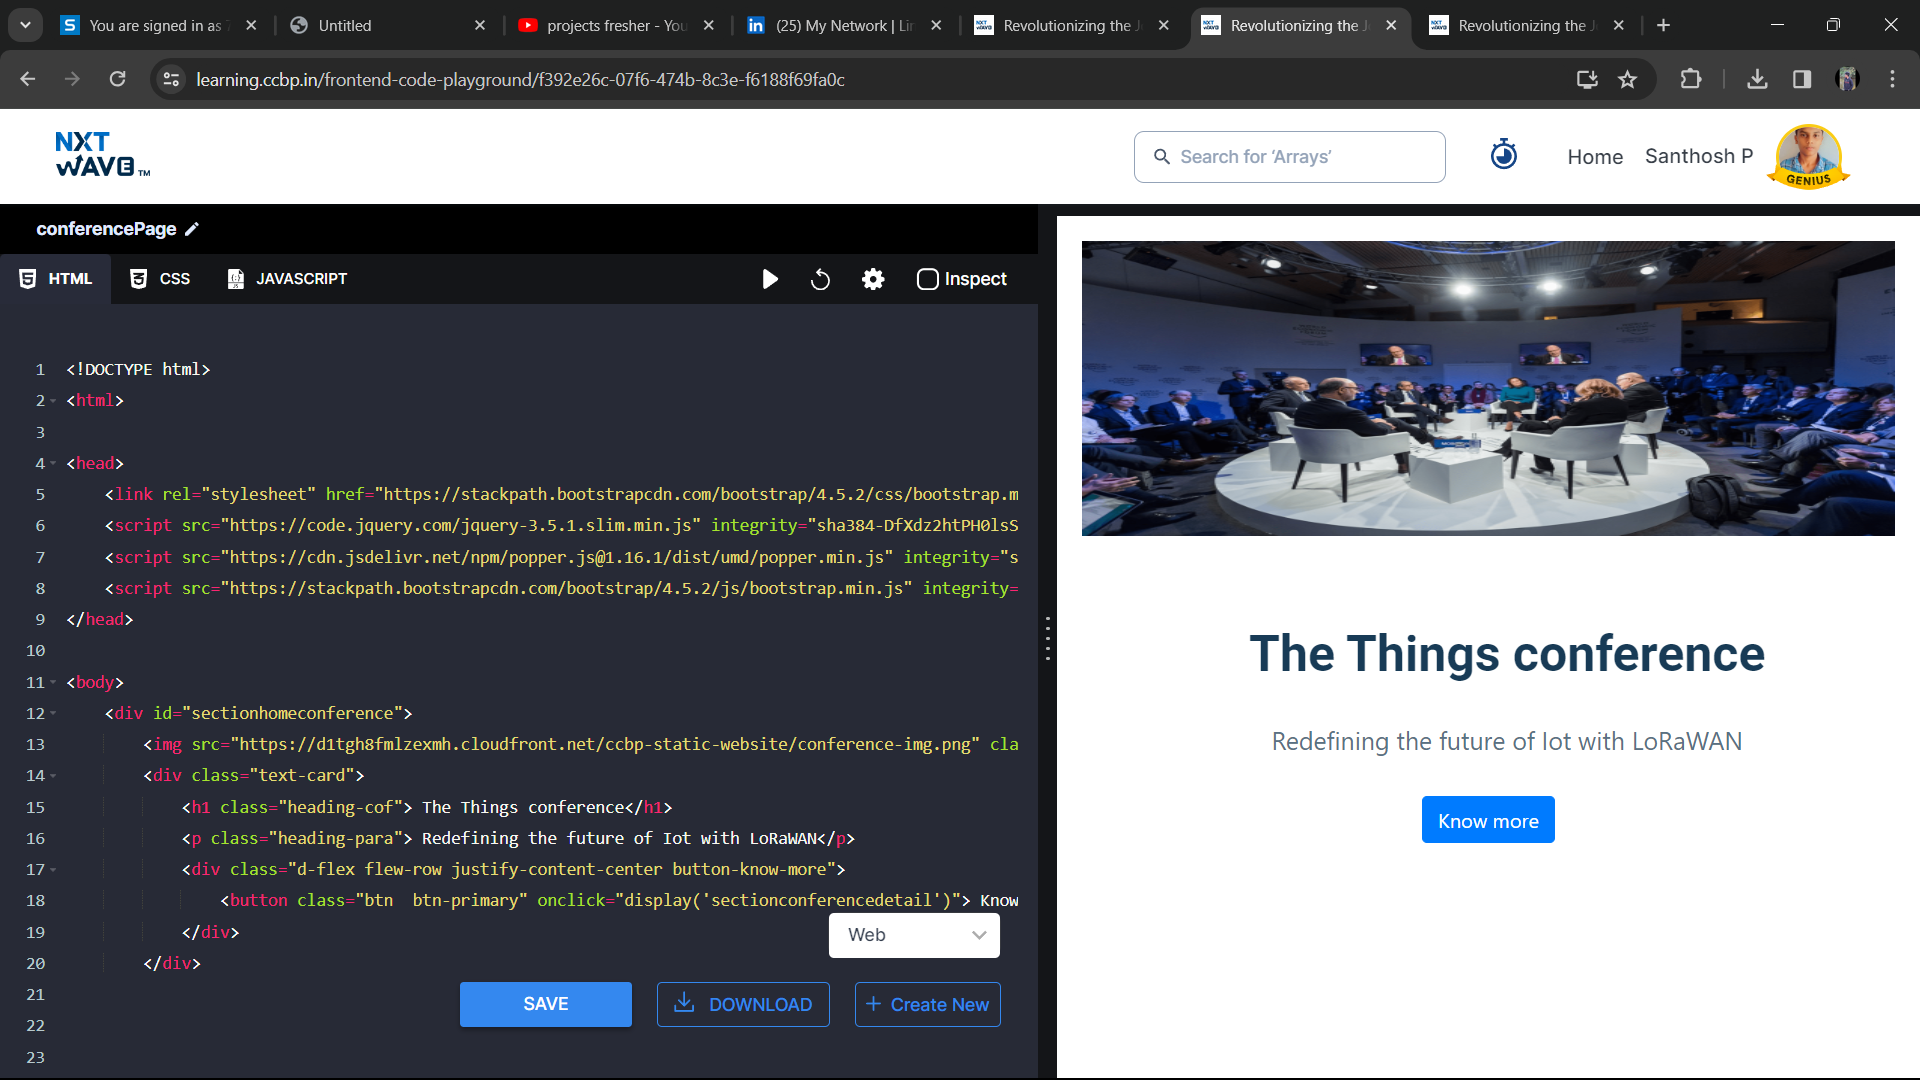 You are signed in as
Untitled
projects fresher - You
(25) My Network | Lin
Revolutionizing the J
Revolutionizing the J
Revolutionizing the J
learning.ccbp.in/frontend-code-playground/f392e26c-07f6-474b-8c3e-f6188f69fa0c
NXT
WAVE TM
Search for ‘Arrays’
Home
Santhosh P
GENIUS
conferencePage
HTML
CSS
JAVASCRIPT
Inspect
1 <!DOCTYPE html>
2 <html>
3
4 <head>
5 <link rel="stylesheet" href="https://stackpath.bootstrapcdn.com/bootstrap/4.5.2/css/bootstrap.m
6 <script src="https://code.jquery.com/jquery-3.5.1.slim.min.js" integrity="sha384-DfXdz2htPH0lsS
7 <script src="https://cdn.jsdelivr.net/npm/popper.js@1.16.1/dist/umd/popper.min.js" integrity="s
8 <script src="https://stackpath.bootstrapcdn.com/bootstrap/4.5.2/js/bootstrap.min.js" integrity=
9 </head>
10
11 <body>
12 <div id="sectionhomeconference">
13 <img src="https://d1tgh8fmlzexmh.cloudfront.net/ccbp-static-website/conference-img.png" cla
14 <div class="text-card">
15 <h1 class="heading-cof"> The Things conference</h1>
16 <p class="heading-para"> Redefining the future of Iot with LoRaWAN</p>
17 <div class="d-flex flew-row justify-content-center button-know-more">
18 <button class="btn  btn-primary" onclick="display('sectionconferencedetail')"> Know
19 </div>
20 </div>
21
22
23
Web
SAVE
DOWNLOAD
+ Create New
The Things conference
Redefining the future of Iot with LoRaWAN
Know more